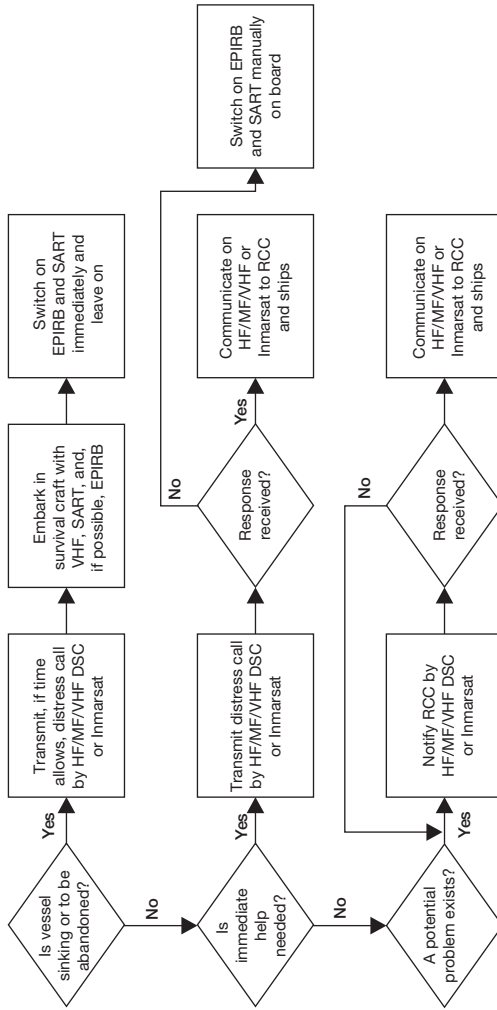 Is vessel
sinking or to be
abandoned?
Yes
Transmit, if time
allows, distress call
by HF/MF/VHF DSC
or Inmarsat
Embark in
survival craft with
VHF, SART, and,
if possible, EPIRB
Switch on
EPIRB and SART
immediately and
leave on
No
Is
immediate
help
needed?
Yes
Transmit distress call
by HF/MF/VHF DSC
or Inmarsat
Response
received?
Yes
Communicate on
HF/MF/VHF or
Inmarsat to RCC
and ships
No
Switch on EPIRB
and SART manually
on board
No
A potential
problem exists?
Yes
Notify RCC by
HF/MF/VHF DSC
or Inmarsat
Response
received?
Communicate on
HF/MF/VHF or
Inmarsat to RCC
and ships
No